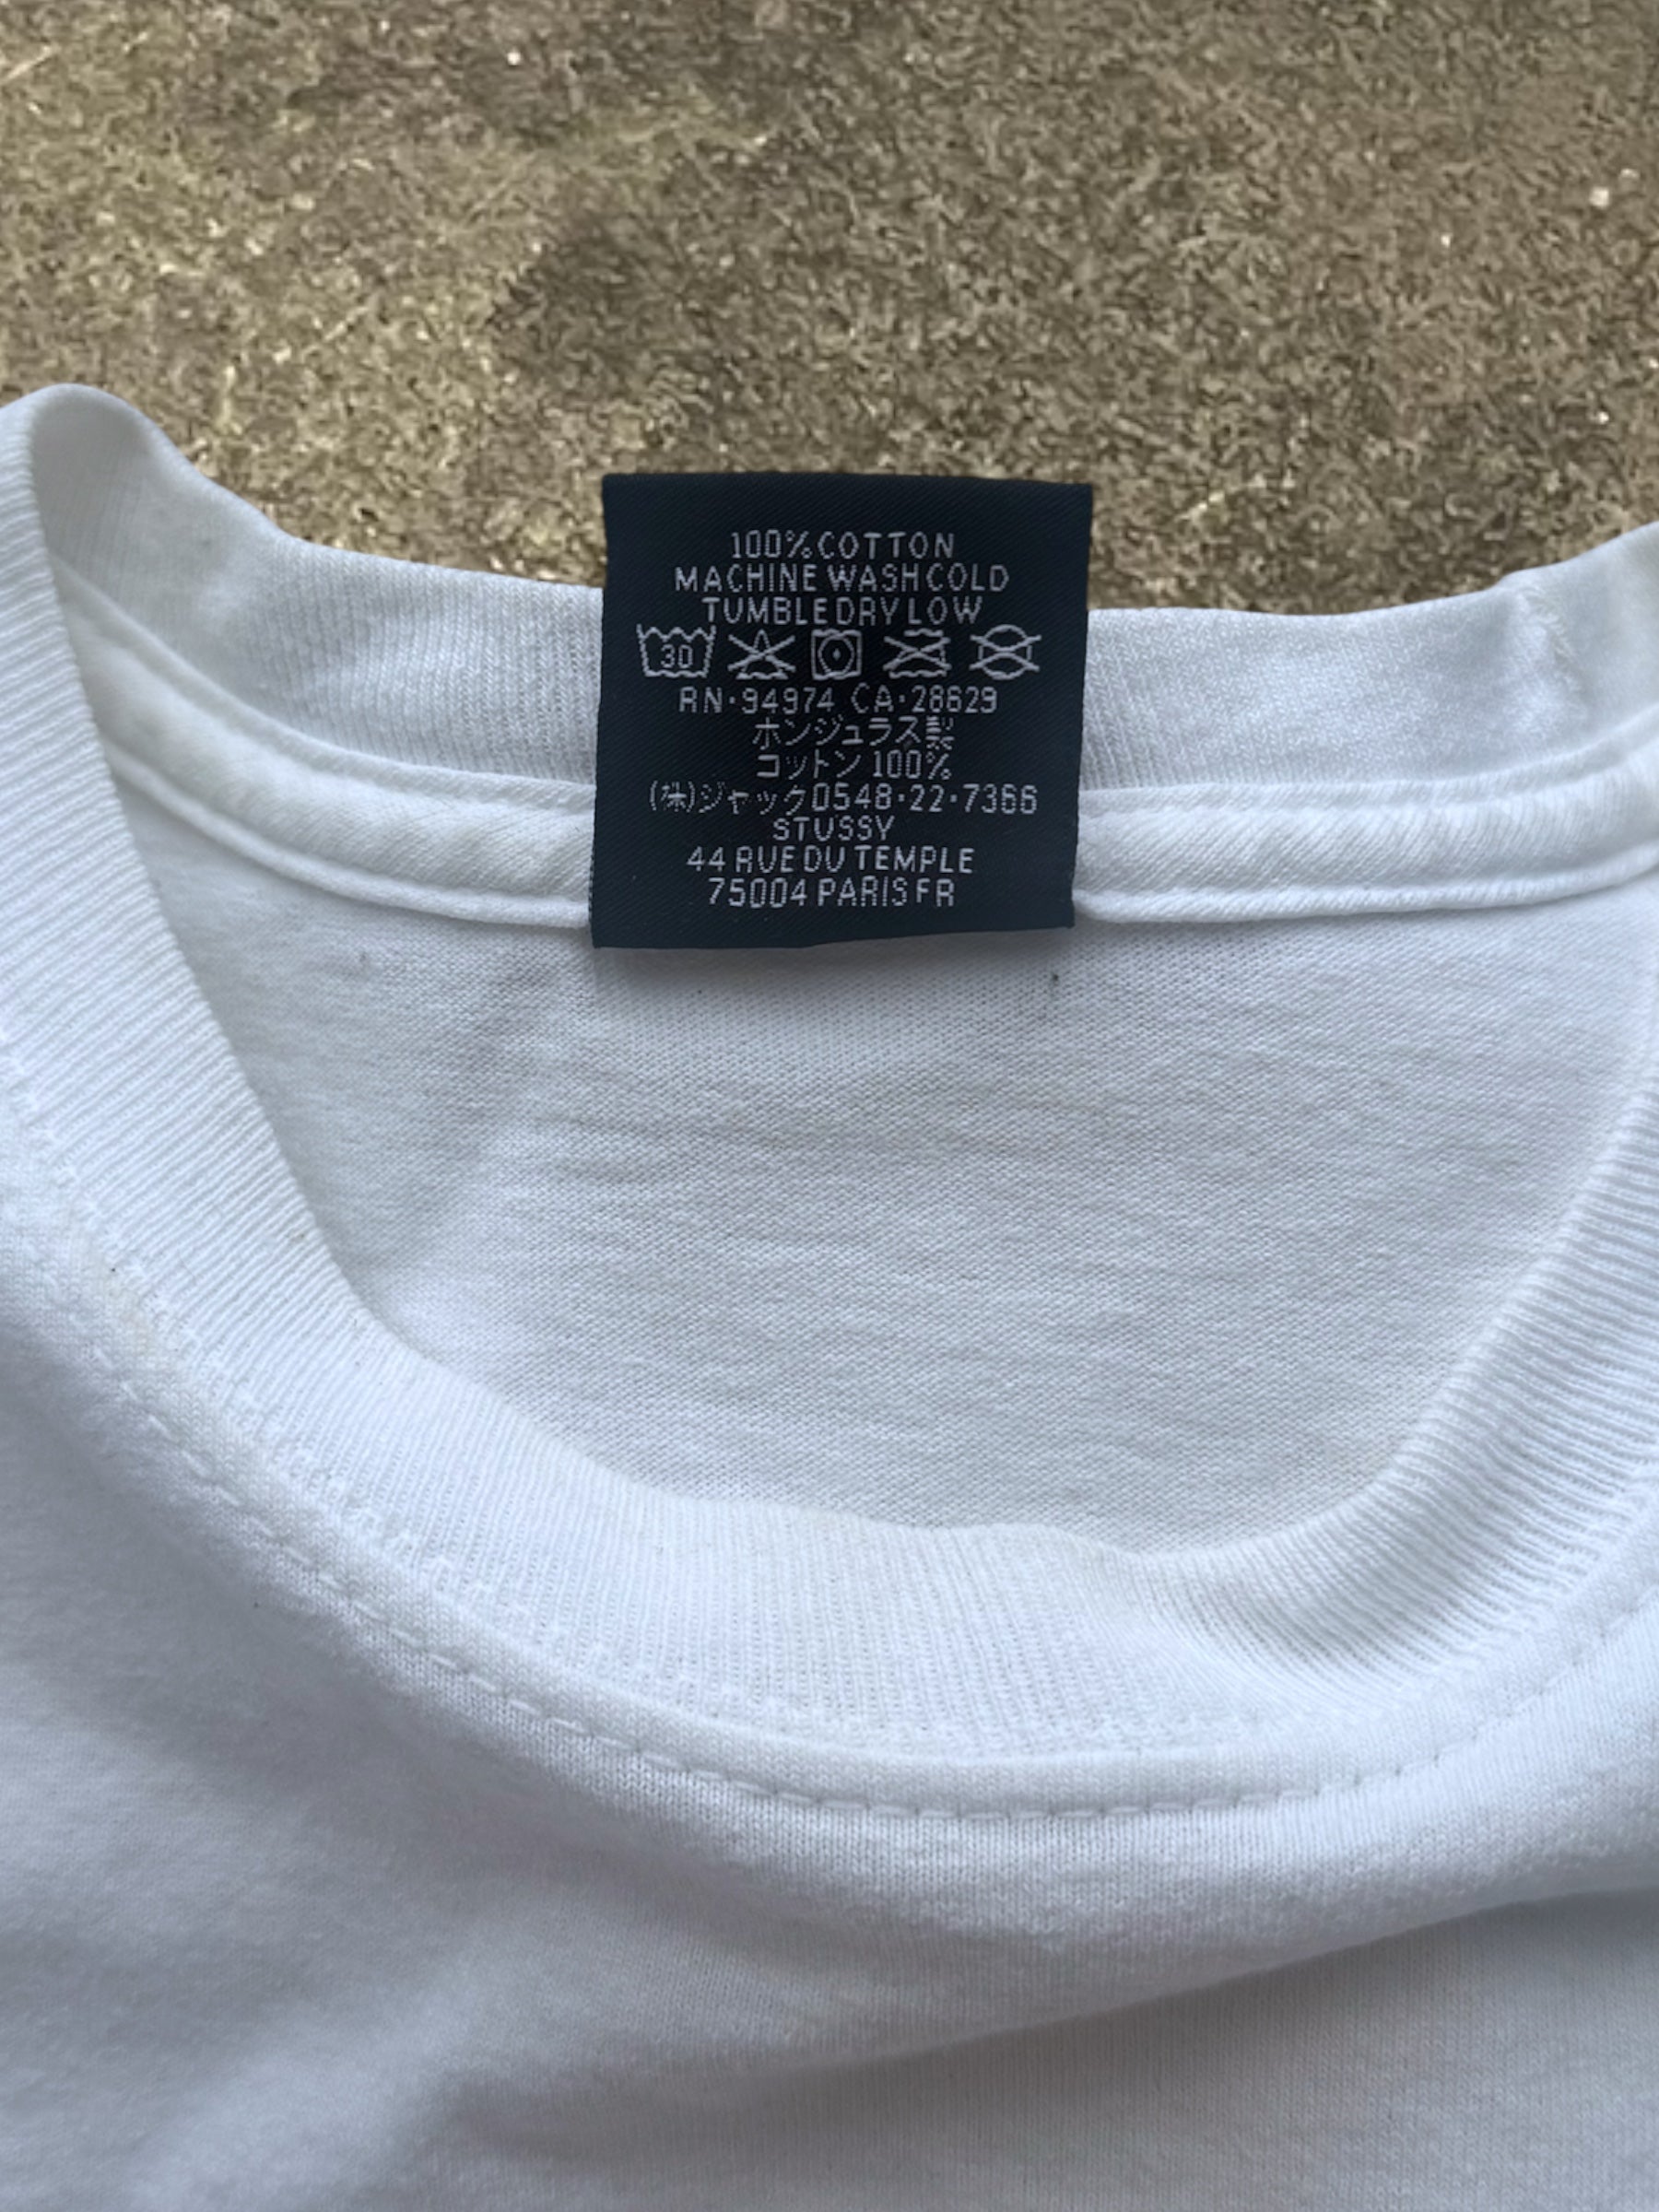 100% COTTON
MACHINE WASH COLD
TUMBLE DRY LOW
30
RN·94974 CA·28629
ホンジュラス製
コットン 100%
(株)ジャック0548·22·7366
STUSSY
44 RUE DU TEMPLE
75004 PARIS FR